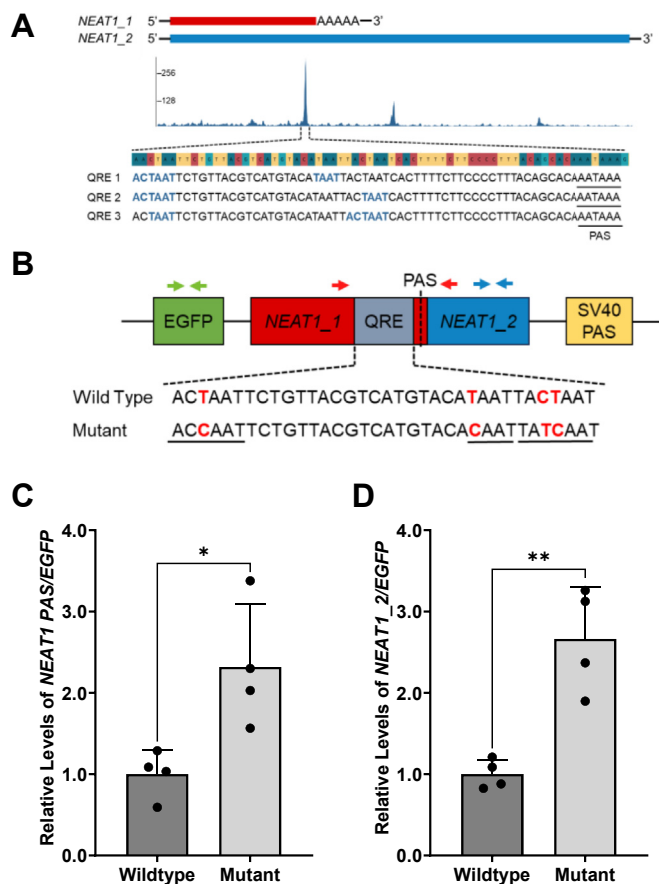 A
NEAT1_1 5' AAAAA 3'
NEAT1_2 5' 3'
256
128
QRE 1 ACTAATTCTGTTACGTCATGTACATAATTACTAATCACTTTTCTTCCCCTTTACAGCACAAATAAA
QRE 2 ACTAATTCTGTTACGTCATGTACATAATTACTAATCACTTTTCTTCCCCTTTACAGCACAAATAAA
QRE 3 ACTAATTCTGTTACGTCATGTACATAATTACTAATCACTTTTCTTCCCCTTTACAGCACAAATAAA
PAS
B
PAS
EGFP NEAT1_1 QRE NEAT1_2 SV40
PAS
Wild Type ACTAATTCTGTTACGTCATGTACATAATTACTAAT
Mutant ACCAATTCTGTTACGTCATGTACACAATTATCAAT
C
Relative Levels of NEAT1 PAS/EGFP
4.0
3.0
2.0
1.0
0.0
*
Wildtype Mutant
D
Relative Levels of NEAT1_2/EGFP
4.0
3.0
2.0
1.0
0.0
**
Wildtype Mutant